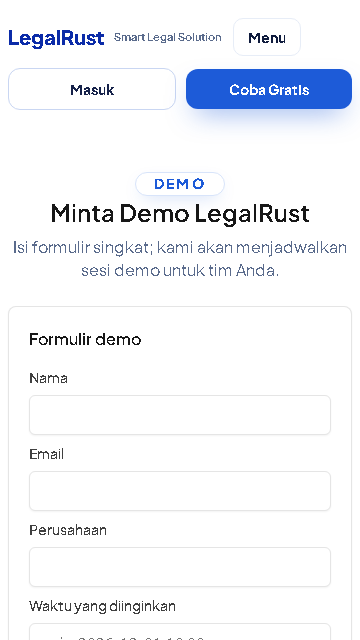 LegalRust Smart Legal Solution Menu
Masuk Coba Gratis
DEMO
Minta Demo LegalRust
Isi formulir singkat; kami akan menjadwalkan
sesi demo untuk tim Anda.
Formulir demo
Nama
Email
Perusahaan
Waktu yang diinginkan